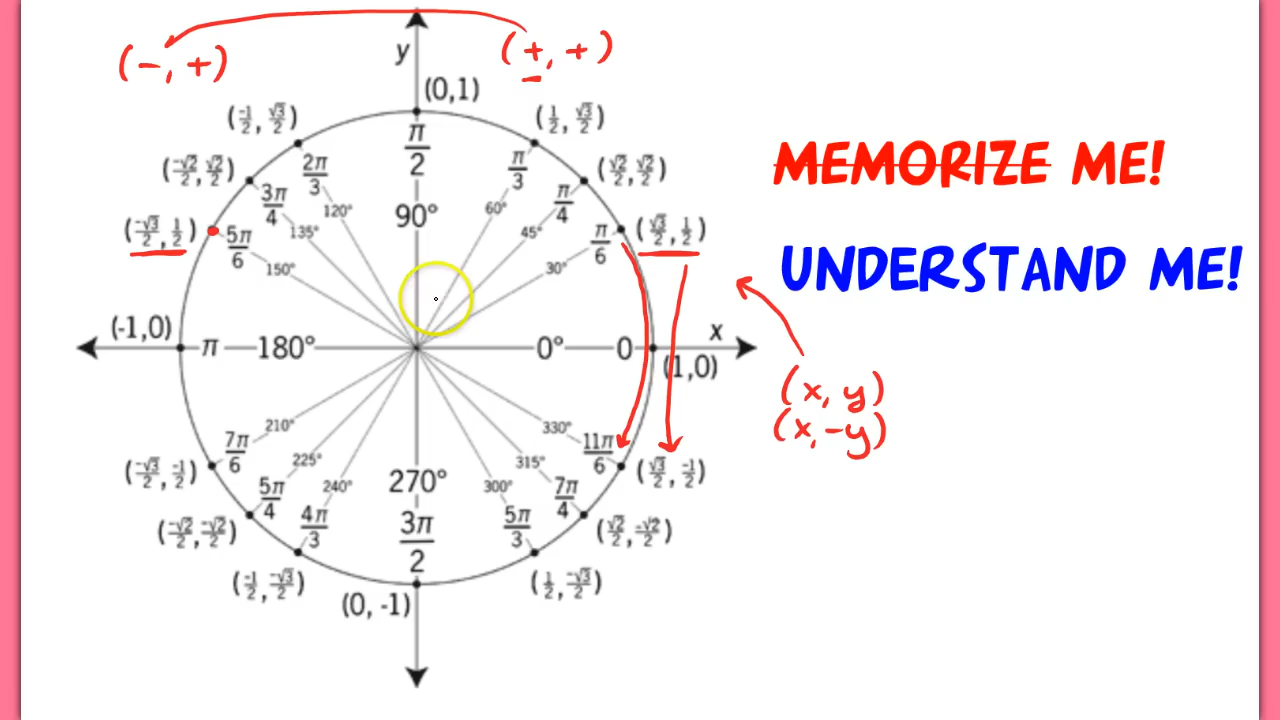 (-, +)
(+, +)
y
(0,1)
(-1/2, √3/2)
(1/2, √3/2)
π/2
2π/3
π/3
(-√2/2, √2/2)
(√2/2, √2/2)
3π/4
π/4
120°
90°
60°
(-√3/2, 1/2)
(√3/2, 1/2)
5π/6
135°
45°
π/6
150°
30°
MEMORIZE ME!
UNDERSTAND ME!
(-1,0)
x
π
180°
0°
0
(1,0)
(x, y)
(x, -y)
210°
330°
7π/6
11π/6
225°
315°
(-√3/2, -1/2)
(√3/2, -1/2)
240°
270°
300°
5π/4
7π/4
4π/3
3π/2
5π/3
(-√2/2, -√2/2)
(√2/2, -√2/2)
(-1/2, -√3/2)
(1/2, -√3/2)
(0, -1)